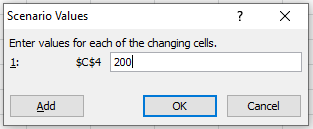 Scenario Values
Enter values for each of the changing cells.
1: $C$4 200
Add OK Cancel